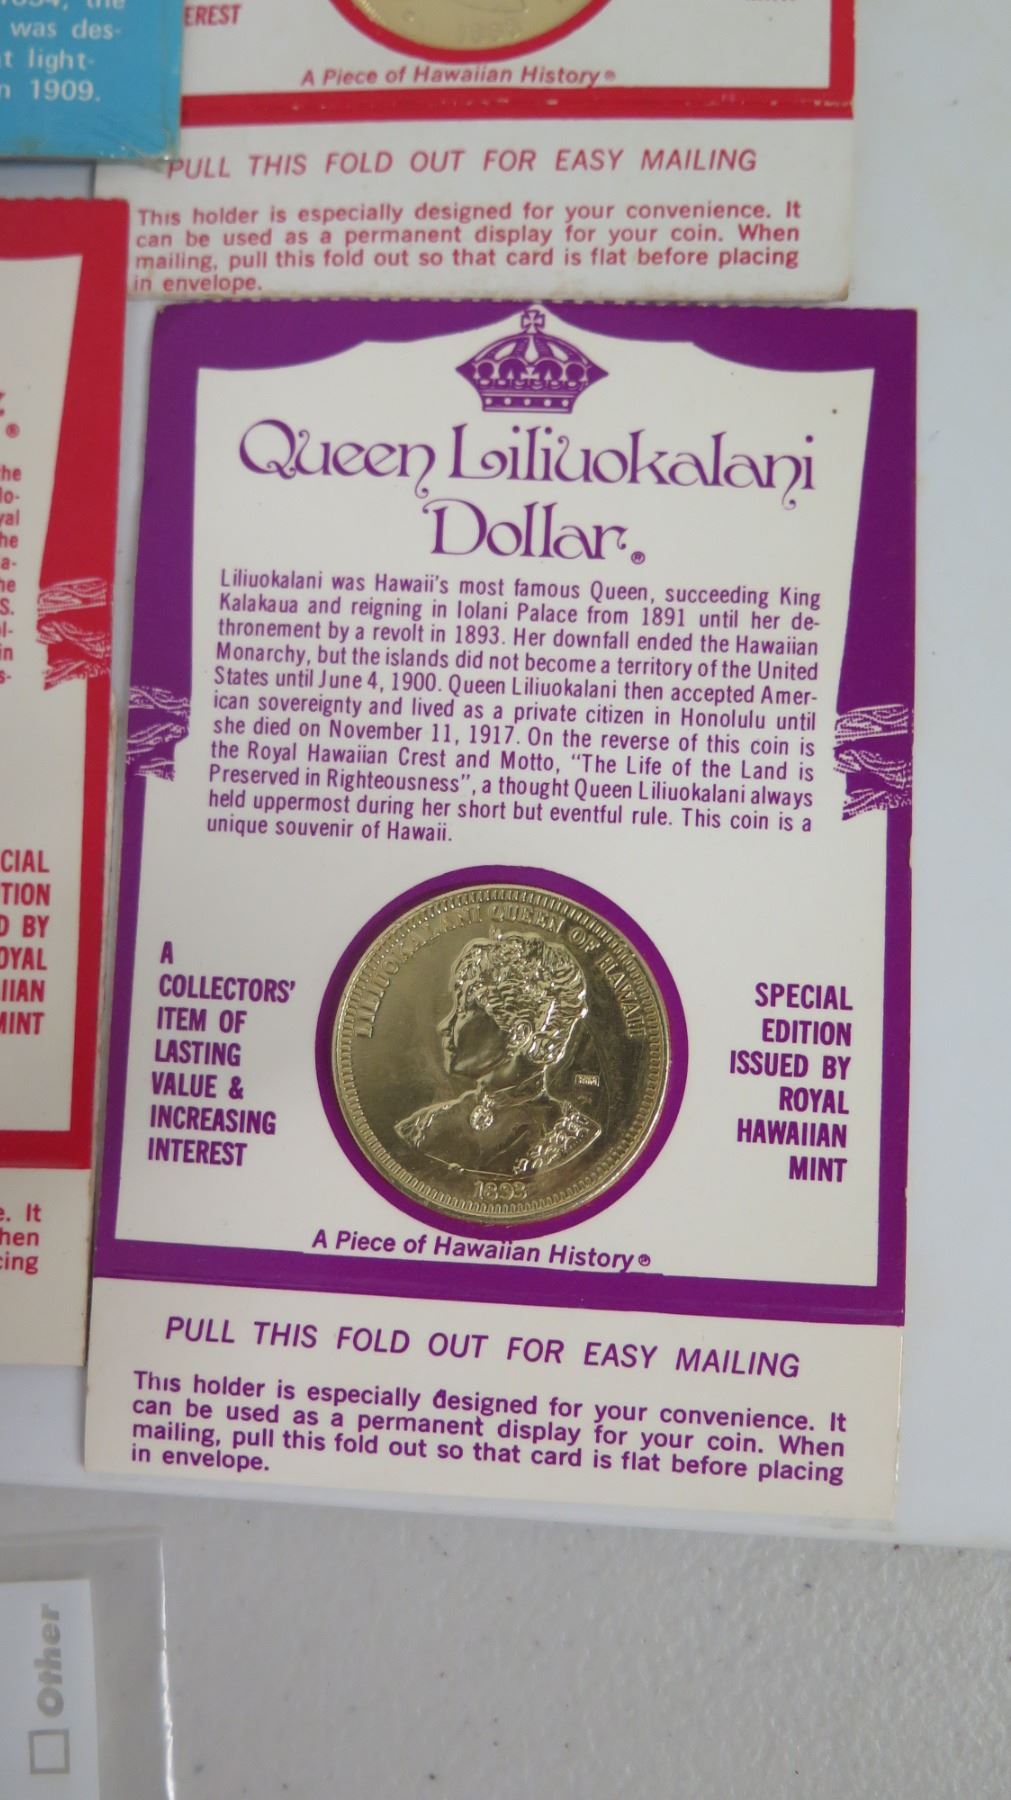 1854, the
was des-
t light-
n 1909.
EREST
A Piece of Hawaiian History®
PULL THIS FOLD OUT FOR EASY MAILING
This holder is especially designed for your convenience. It
can be used as a permanent display for your coin. When
mailing, pull this fold out so that card is flat before placing
in envelope.
®
he
lo-
yal
he
a-
he
S.
l-
in
s-
CIAL
TION
D BY
OYAL
IIAN
MINT
e. It
hen
cing
Queen Liliuokalani
Dollar®
Liliuokalani was Hawaii's most famous Queen, succeeding King
Kalakaua and reigning in Iolani Palace from 1891 until her de-
thronement by a revolt in 1893. Her downfall ended the Hawaiian
Monarchy, but the islands did not become a territory of the United
States until June 4, 1900. Queen Liliuokalani then accepted Amer-
ican sovereignty and lived as a private citizen in Honolulu until
she died on November 11, 1917. On the reverse of this coin is
the Royal Hawaiian Crest and Motto, "The Life of the Land is
Preserved in Righteousness", a thought Queen Liliuokalani always
held uppermost during her short but eventful rule. This coin is a
unique souvenir of Hawaii.
A
COLLECTORS'
ITEM OF
LASTING
VALUE &
INCREASING
INTEREST
LILIUOKALANI QUEEN OF HAWAII
1893
SPECIAL
EDITION
ISSUED BY
ROYAL
HAWAIIAN
MINT
A Piece of Hawaiian History®
PULL THIS FOLD OUT FOR EASY MAILING
This holder is especially designed for your convenience. It
can be used as a permanent display for your coin. When
mailing, pull this fold out so that card is flat before placing
in envelope.
Other